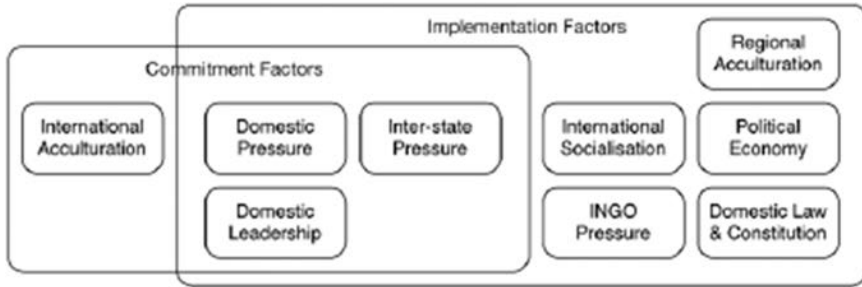 Implementation Factors
Regional
Acculturation
Commitment Factors
International
Acculturation
Domestic
Pressure
Inter-state
Pressure
International
Socialisation
Political
Economy
Domestic
Leadership
INGO
Pressure
Domestic Law
& Constitution